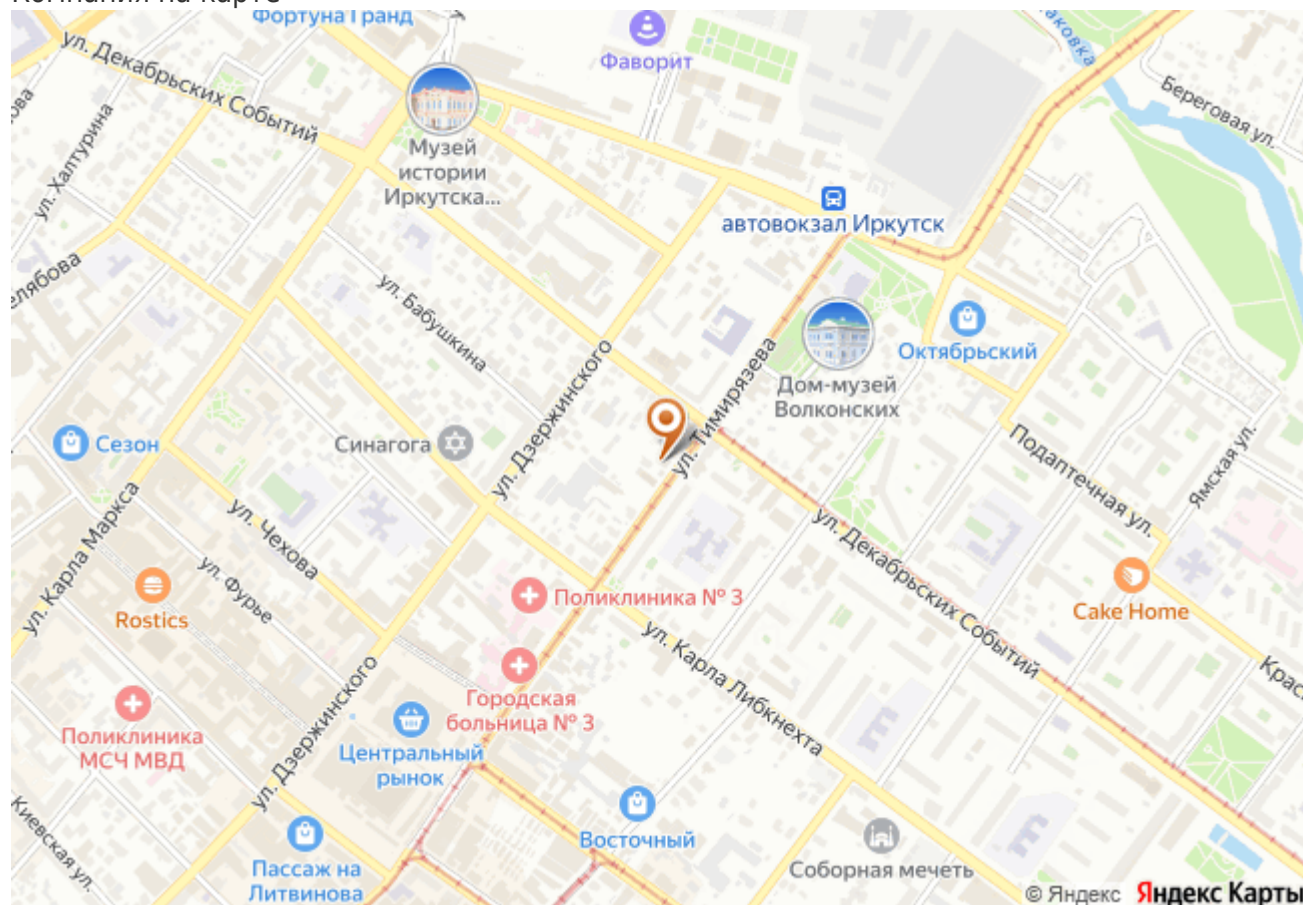 Компания на карте
Фортуна Гранд
Фаворит
ул. Декабрьских Событий
Береговая ул.
ул. Халтурина
Музей
истории
Иркутска...
автовокзал Иркутск
ул. Бабушкина
Октябрьский
Дом-музей
Волконских
ул. Дзержинского
ул. Тимирязева
Сезон
Синагога
Подаптечная ул.
Ямская ул.
ул. Карла Маркса
ул. Чехова
ул. Фурье
ул. Декабрьских Событий
Rostics
Поликлиника № 3
Cake Home
ул. Карла Либкнехта
Городская
больница № 3
Поликлиника
МСЧ МВД
ул. Дзержинского
Центральный
рынок
Киевская ул.
Восточный
Пассаж на
Литвинова
Соборная мечеть
© Яндекс Яндекс Карты